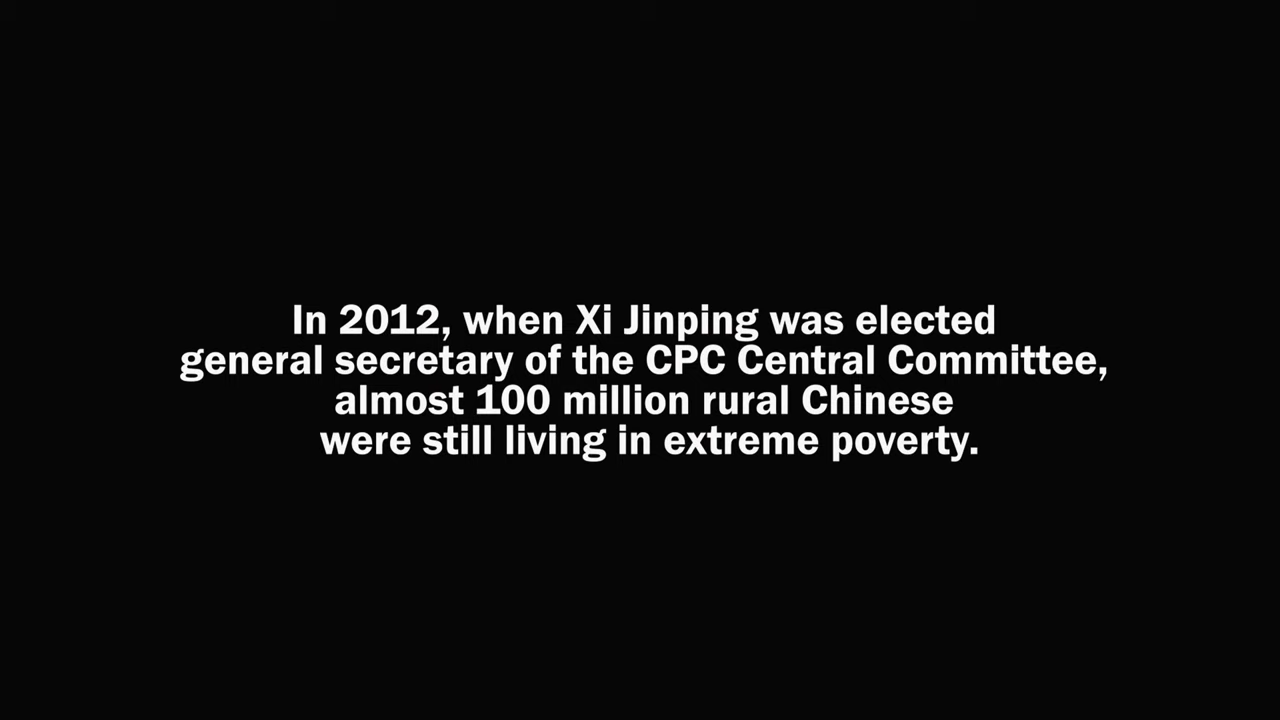 In 2012, when Xi Jinping was elected
general secretary of the CPC Central Committee,
almost 100 million rural Chinese
were still living in extreme poverty.